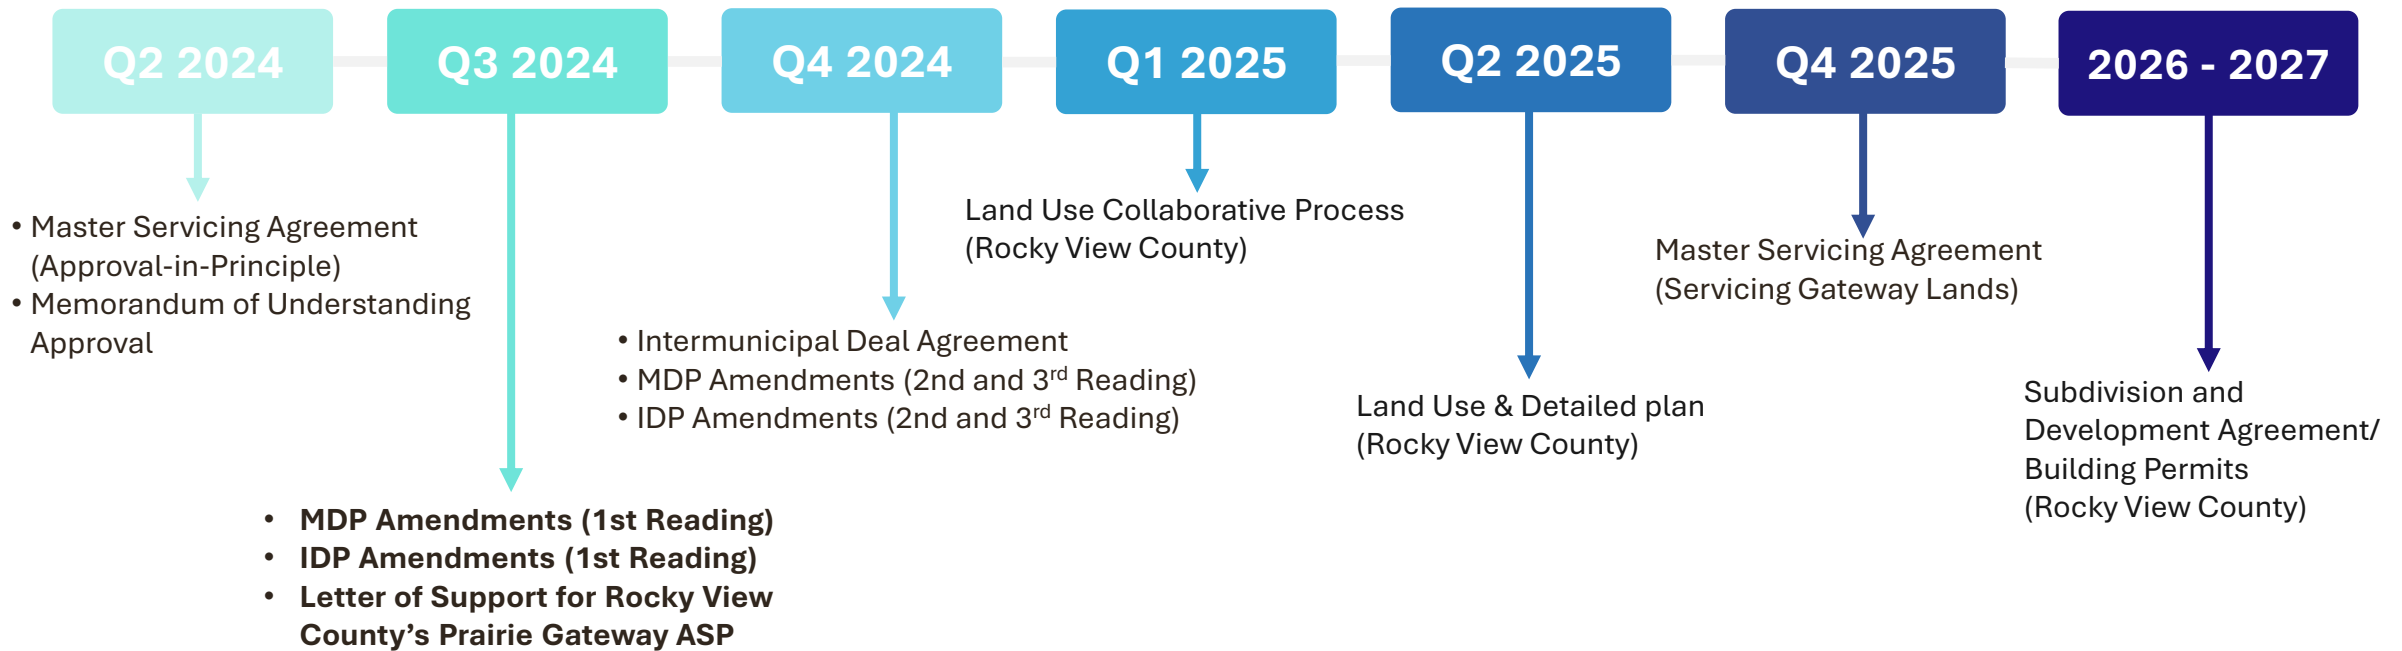 Q2 2024
Q3 2024
Q4 2024
Q1 2025
Q2 2025
Q4 2025
2026 - 2027
• Master Servicing Agreement
(Approval-in-Principle)
• Memorandum of Understanding
Approval
• MDP Amendments (1st Reading)
• IDP Amendments (1st Reading)
• Letter of Support for Rocky View
County’s Prairie Gateway ASP
• Intermunicipal Deal Agreement
• MDP Amendments (2nd and 3rd Reading)
• IDP Amendments (2nd and 3rd Reading)
Land Use Collaborative Process
(Rocky View County)
Land Use & Detailed plan
(Rocky View County)
Master Servicing Agreement
(Servicing Gateway Lands)
Subdivision and
Development Agreement/
Building Permits
(Rocky View County)